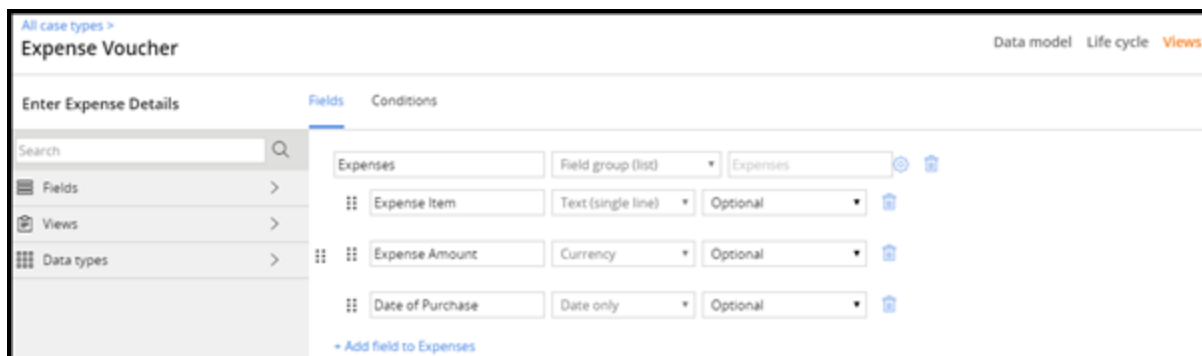 All case types >
Expense Voucher
Data model Life cycle Views
Enter Expense Details
Fields Conditions
Search
Expenses Field group (list) Expenses
Fields
Expense Item Text (single line) Optional
Views
Data types
Expense Amount Currency Optional
Date of Purchase Date only Optional
+ Add field to Expenses